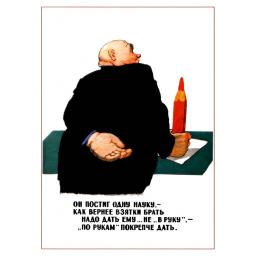 ОН ПОСТИГ ОДНУ НАУКУ,—
КАК ВЕРНЕЕ ВЗЯТКИ БРАТЬ
НАДО ДАТЬ ЕМУ... НЕ „В РУКУ",—
„ПО РУКАМ" ПОКРЕПЧЕ ДАТЬ.